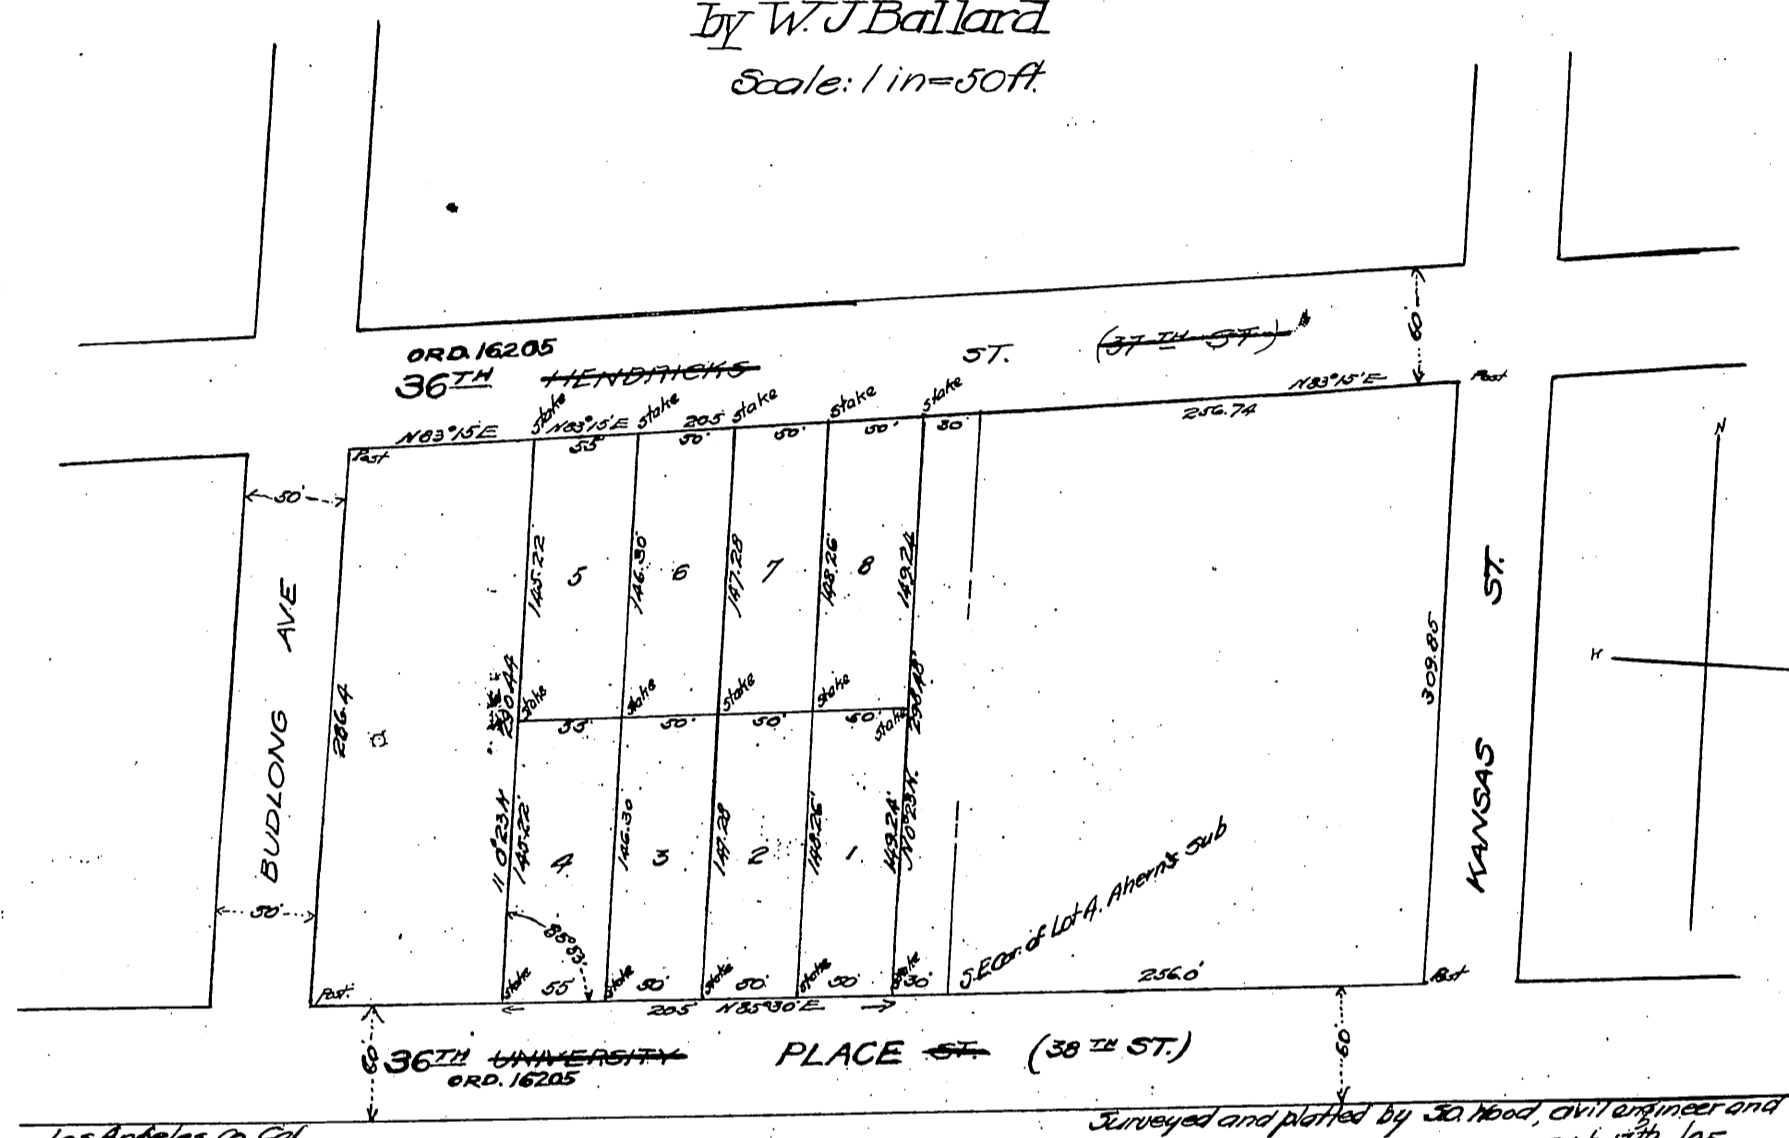 by W. J Ballard
Scale: 1 in=50ft.
ORD. 16205
36TH HENDRICKS ST. (37TH ST.)
60'
N83°15'E
Stake
N83°15'E
Stake
205'
Stake
Stake
Stake
N83°15'E
Post
Post
55'
50'
50'
50'
30'
256.74
N
50'
145.22'
5
146.30'
6
147.28
7
148.26'
8
149.24
BUDLONG AVE
286.4
290.44
Stake
Stake
Stake
Stake
Stake
298.48'
55'
50'
50'
309.85
KANSAS ST.
145.22'
4
146.30'
3
147.28
2
148.26'
1
149.24'
N0°23'W.
50'
85°53'
S.E. Cor. of Lot A. Ahern's Sub
Post.
Stake
55'
Stake
50'
Stake
50'
Stake
50'
Stake
30'
256.0'
Post
205' N85°30'E
60'
36TH UNIVERSITY PLACE ST. (38TH ST.)
ORD. 16205
60'
Surveyed and platted by civil engineer and
Los Angeles Co. Cal.